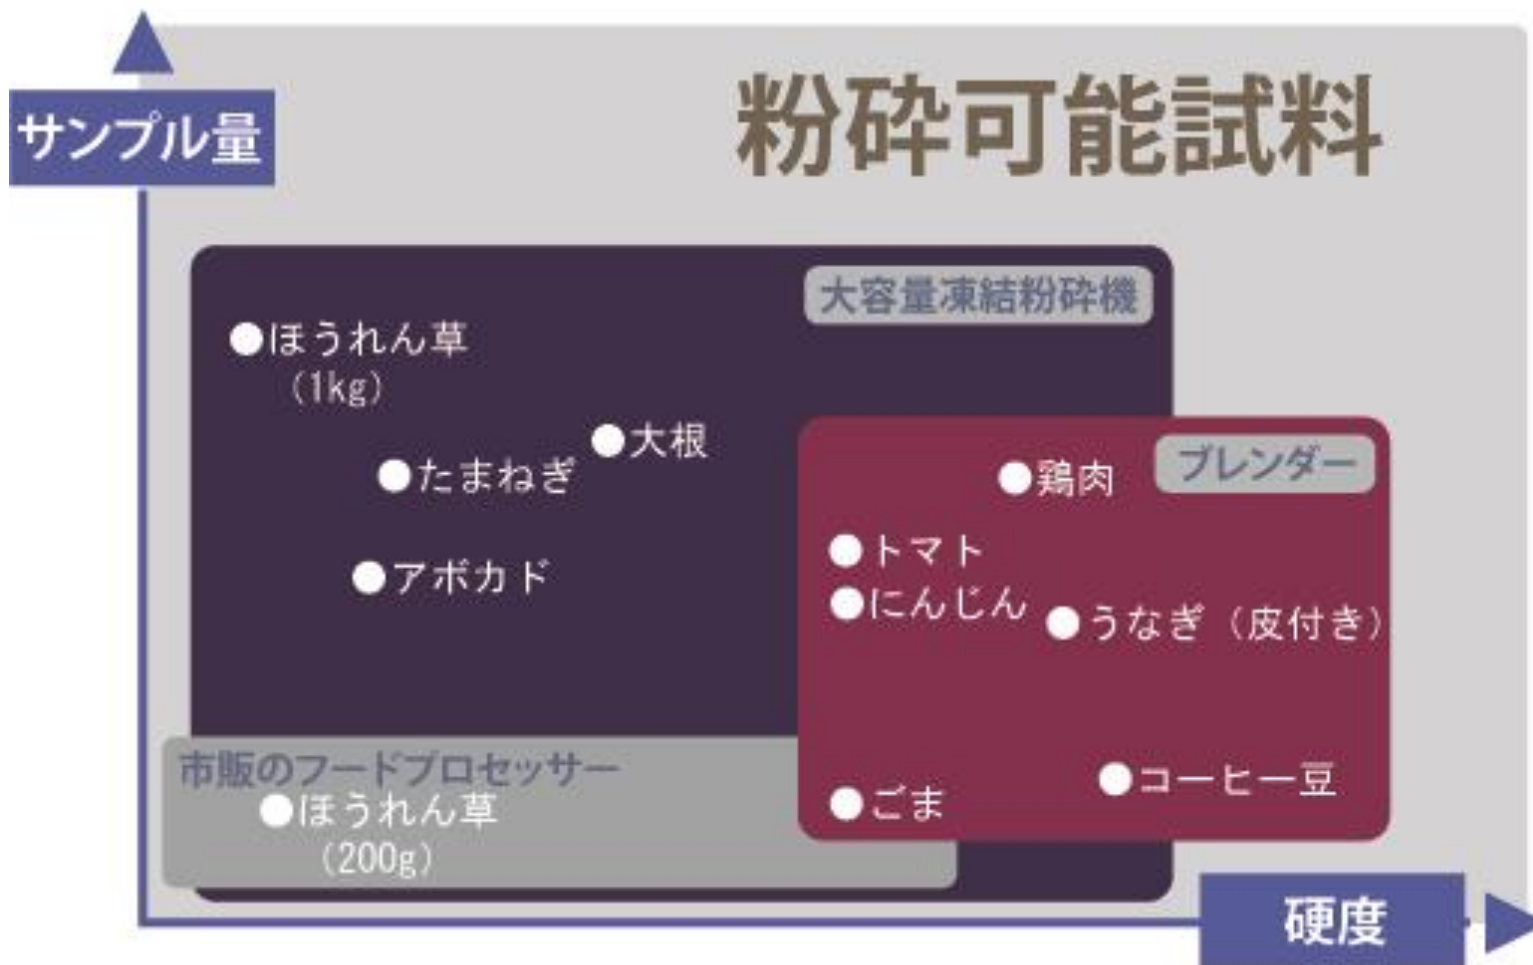 サンプル量
粉砕可能試料
大容量凍結粉砕機
●ほうれん草
(1kg)
●大根
●たまねぎ
ブレンダー
●鶏肉
●トマト
●アボカド
●にんじん
●うなぎ（皮付き）
市販のフードプロセッサー
●ほうれん草
(200g)
●ごま
●コーヒー豆
硬度